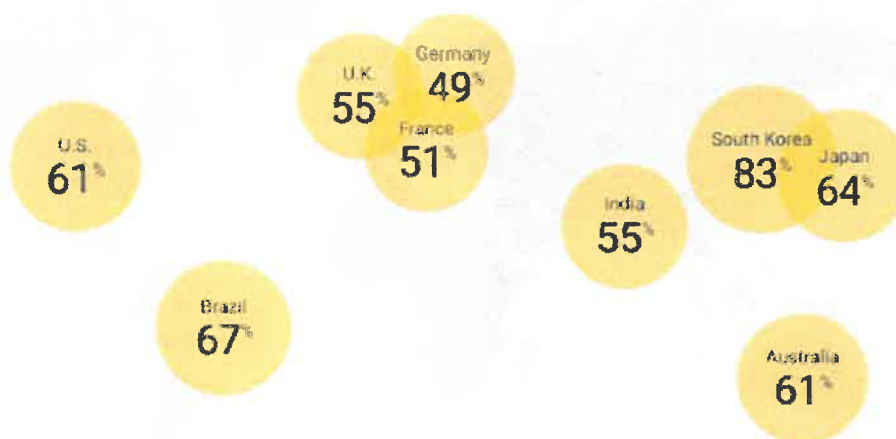 Germany
49%
U.K.
55%
France
51%
U.S.
61%
South Korea
83%
Japan
64%
India
55%
Brazil
67%
Australia
61%